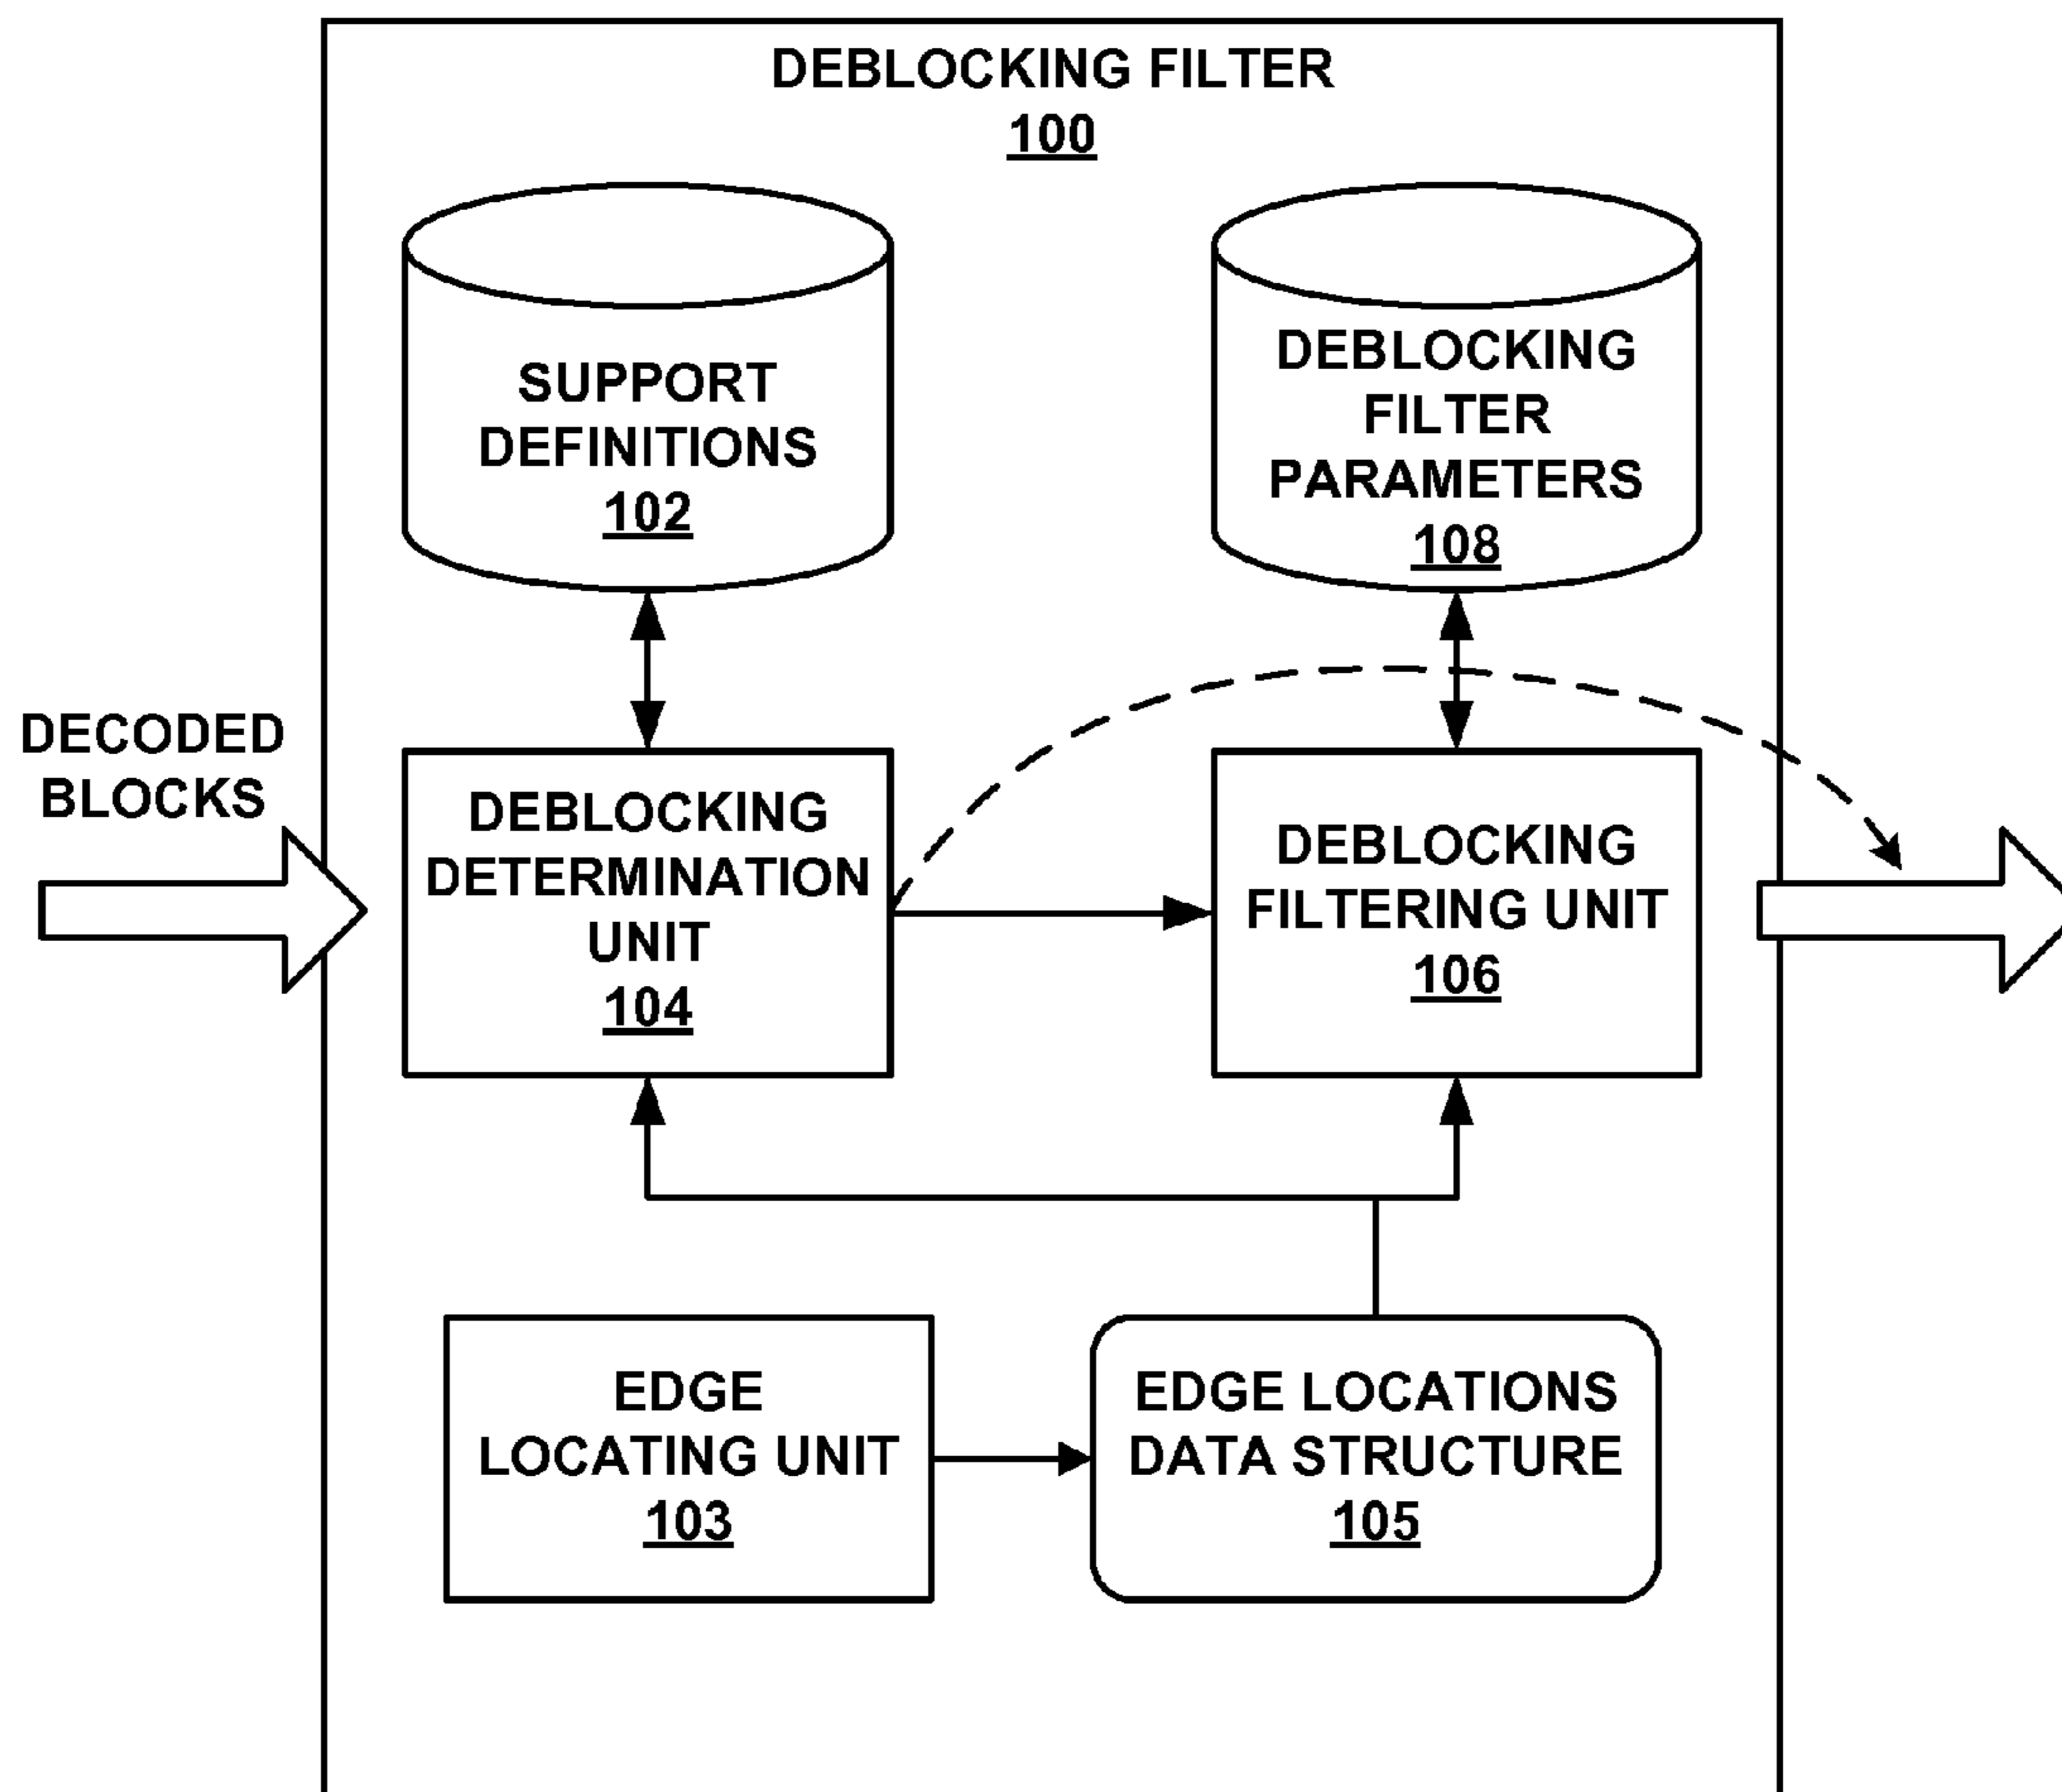 DEBLOCKING FILTER
100
SUPPORT
DEFINITIONS
102
DEBLOCKING
FILTER
PARAMETERS
108
DECODED
BLOCKS
DEBLOCKING
DETERMINATION
UNIT
104
DEBLOCKING
FILTERING UNIT
106
EDGE
LOCATING UNIT
103
EDGE LOCATIONS
DATA STRUCTURE
105